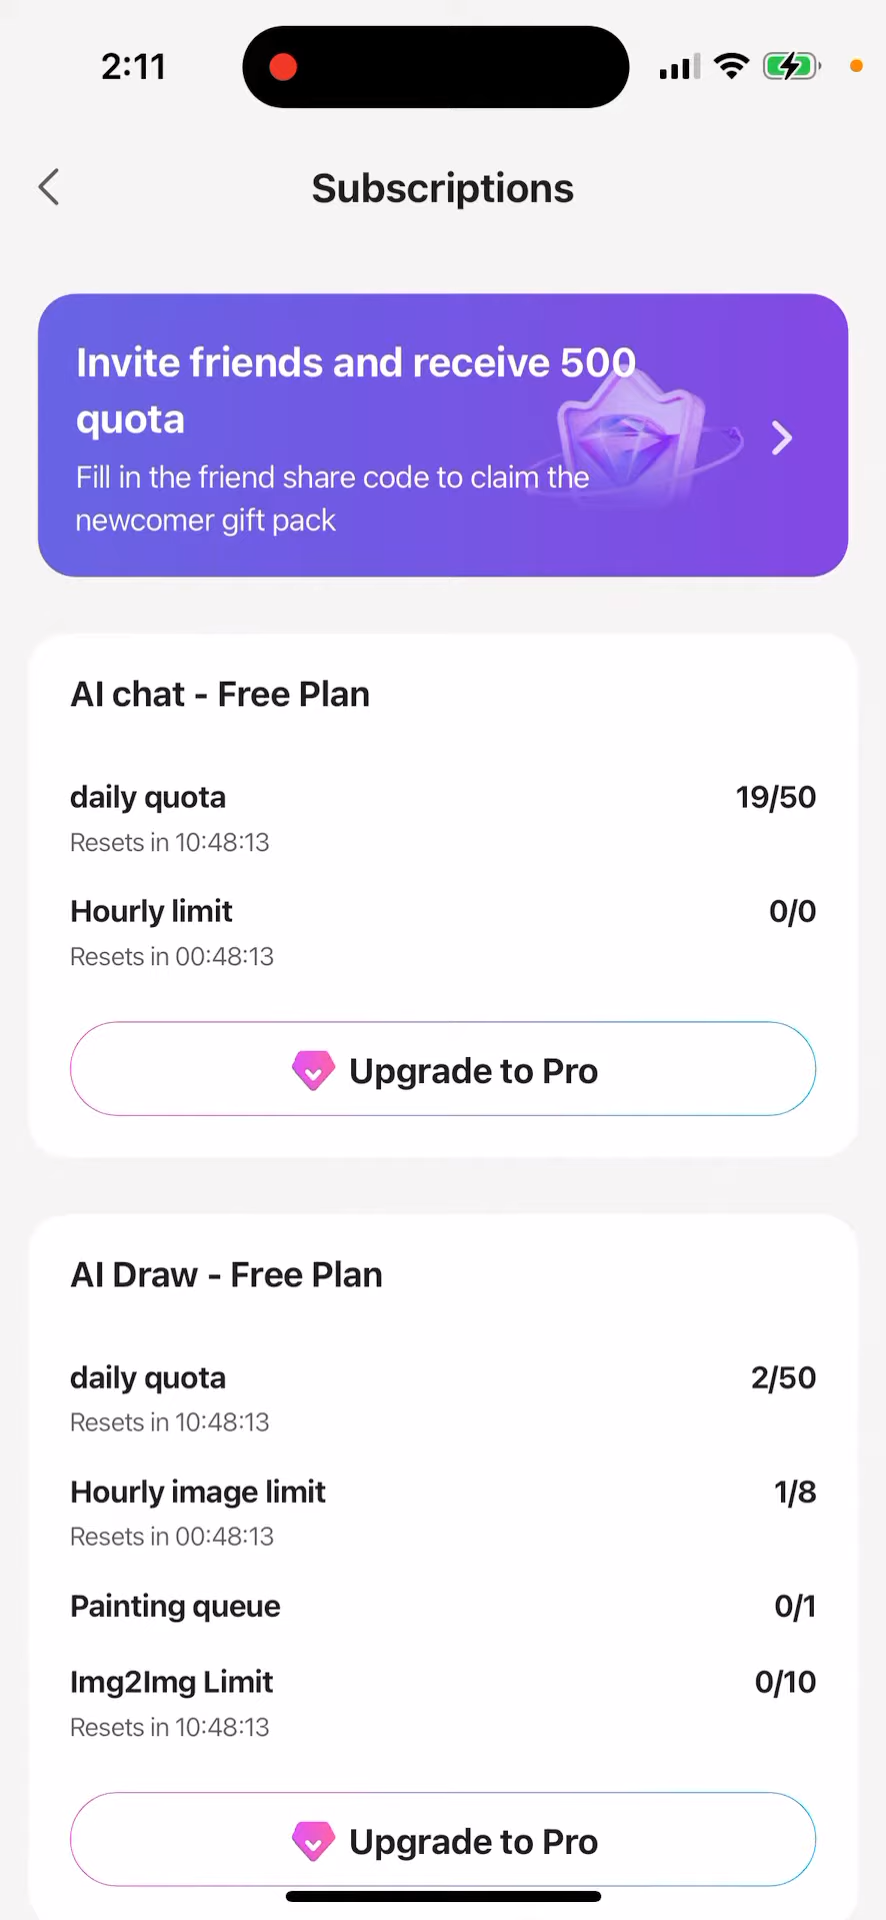 2:11
Subscriptions
Invite friends and receive 500
quota
Fill in the friend share code to claim the
newcomer gift pack
AI chat - Free Plan
daily quota 19/50
Resets in 10:48:13
Hourly limit 0/0
Resets in 00:48:13
Upgrade to Pro
AI Draw - Free Plan
daily quota 2/50
Resets in 10:48:13
Hourly image limit 1/8
Resets in 00:48:13
Painting queue 0/1
Img2Img Limit 0/10
Resets in 10:48:13
Upgrade to Pro